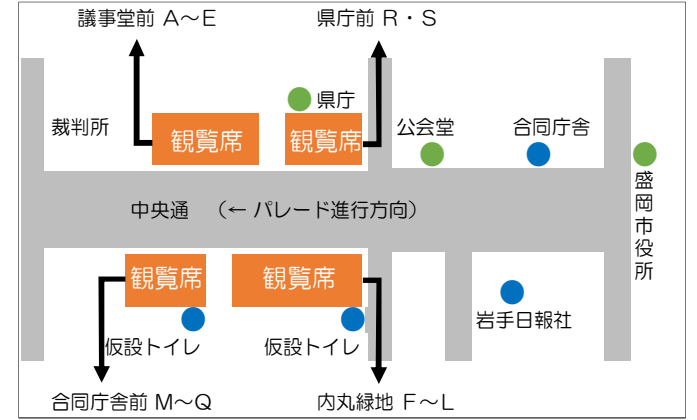 議事堂前 A～E
県庁前 R・S
県庁
裁判所
観覧席
観覧席
公会堂
合同庁舎
盛岡市役所
中央通 （← パレード進行方向）
観覧席
観覧席
岩手日報社
仮設トイレ
仮設トイレ
合同庁舎前 M～Q
内丸緑地 F～L